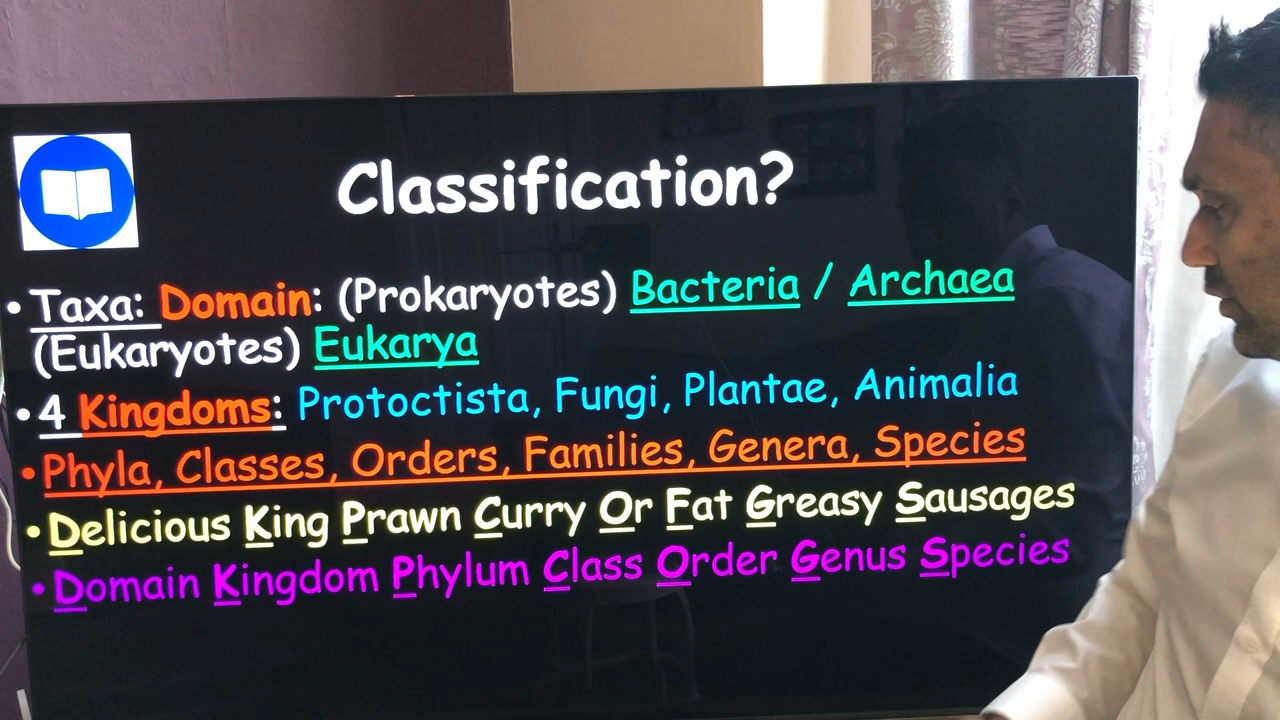 Classification?
• Taxa: Domain: (Prokaryotes) Bacteria / Archaea
(Eukaryotes) Eukarya
• 4 Kingdoms: Protoctista, Fungi, Plantae, Animalia
• Phyla, Classes, Orders, Families, Genera, Species
• Delicious King Prawn Curry Or Fat Greasy Sausages
• Domain Kingdom Phylum Class Order Genus Species